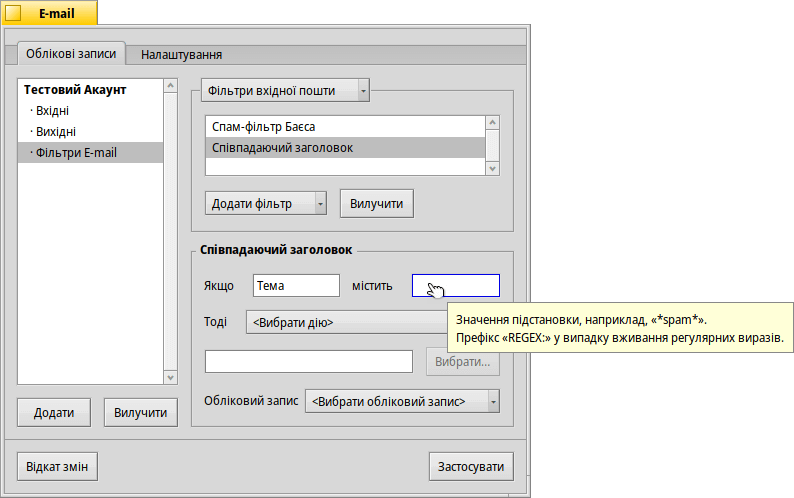 E-mail
Облікові записи
Налаштування
Тестовий Акаунт
· Вхідні
· Вихідні
· Фільтри E-mail
Фільтри вхідної пошти
Спам-фільтр Баєса
Співпадаючий заголовок
Додати фільтр
Вилучити
Співпадаючий заголовок
Якщо Тема містить
Значення підстановки, наприклад, «*spam*».
Тоді <Вибрати дію>
Префікс «REGEX:» у випадку вживання регулярних виразів.
Вибрати...
Обліковий запис <Вибрати обліковий запис>
Додати Вилучити
Відкат змін Застосувати